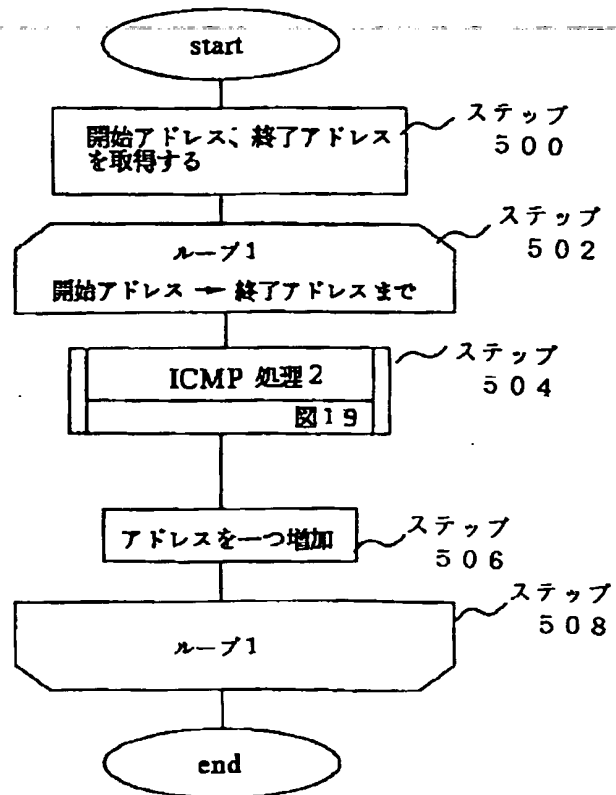 start
開始アドレス、終了アドレス
を取得する
ステップ
500
ループ1
開始アドレス → 終了アドレスまで
ステップ
502
ICMP 処理2
図19
ステップ
504
アドレスを一つ増加
ステップ
506
ループ1
ステップ
508
end